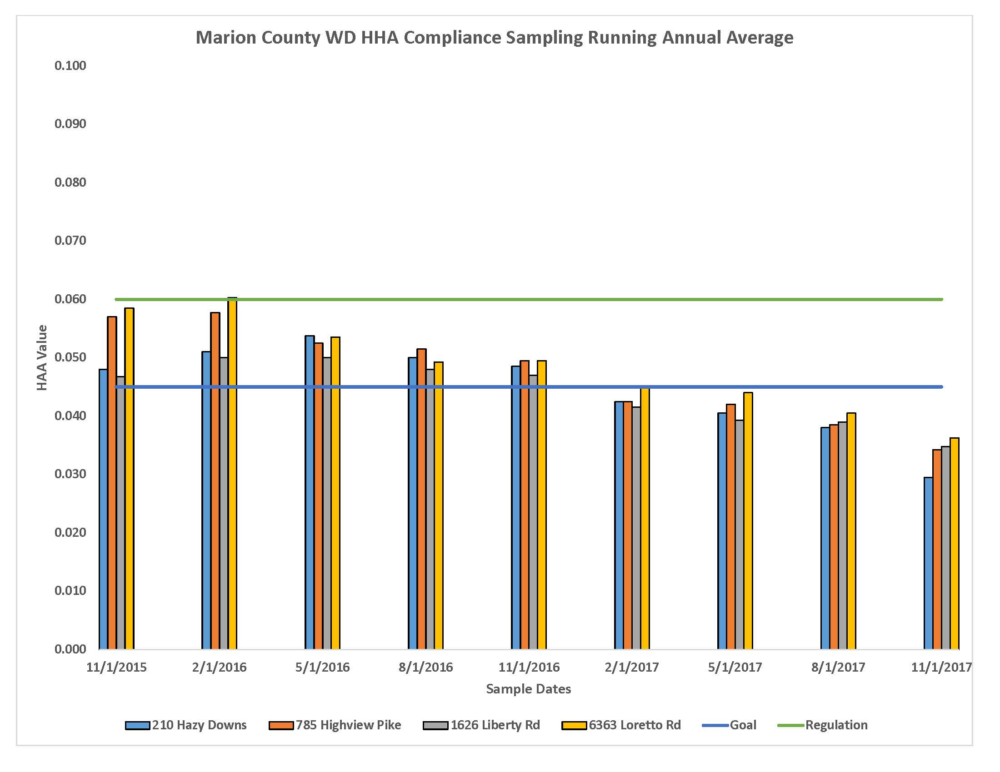 Marion County WD HHA Compliance Sampling Running Annual Average
0.100
0.090
0.080
0.070
0.060
0.050
0.040
0.030
0.020
0.010
0.000
HAA Value
11/1/2015 2/1/2016 5/1/2016 8/1/2016 11/1/2016 2/1/2017 5/1/2017 8/1/2017 11/1/2017
Sample Dates
210 Hazy Downs 785 Highview Pike 1626 Liberty Rd 6363 Loretto Rd Goal Regulation